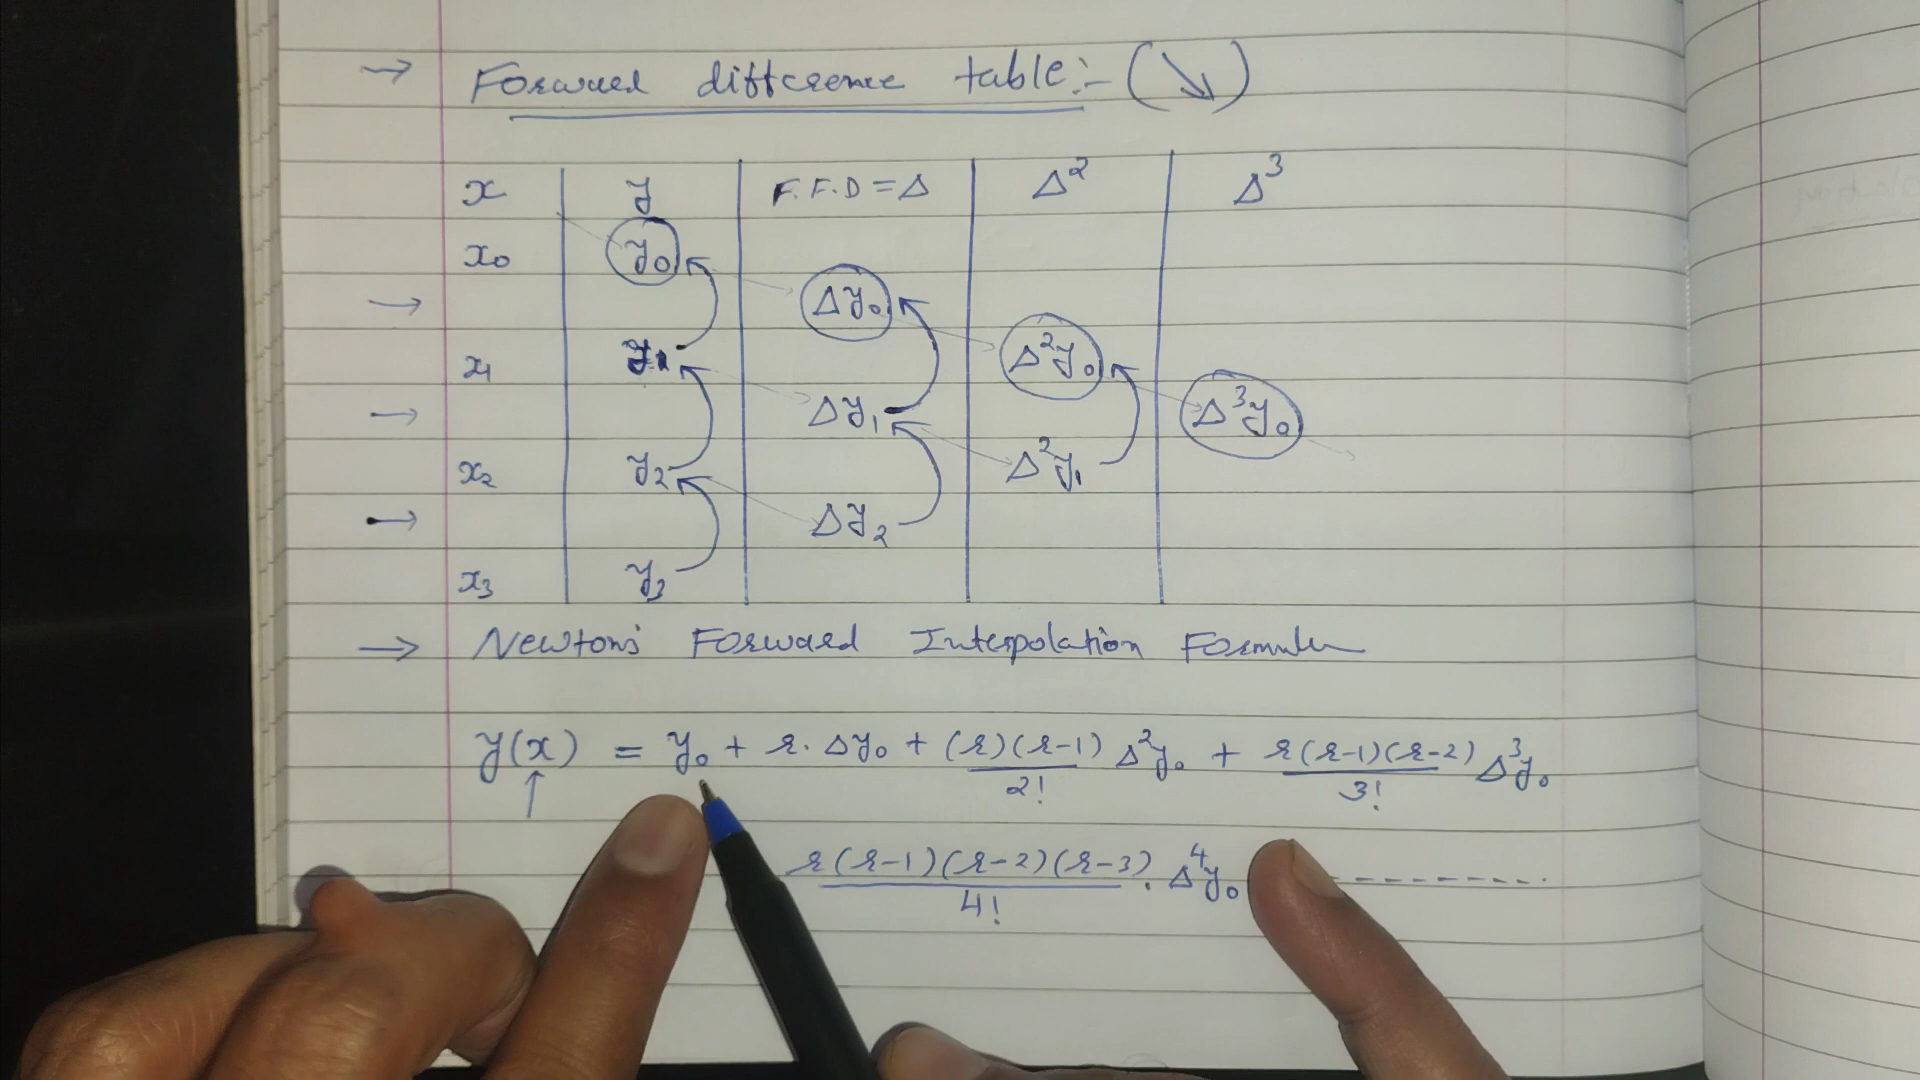 → Forward difference table:- (↘)
x y F.F.D = Δ Δ² Δ³
x₀ y₀
→ Δy₀
x₁ y₁ Δ²y₀
→ Δy₁ Δ³y₀
x₂ y₂ Δ²y₁
→ Δy₂
x₃ y₃
→ Newton's Forward Interpolation Formula
y(x) = y₀ + r. Δy₀ + (r)(r-1)/2! Δ²y₀ + r(r-1)(r-2)/3! Δ³y₀
↑
r(r-1)(r-2)(r-3)/4! . Δ⁴y₀ --------